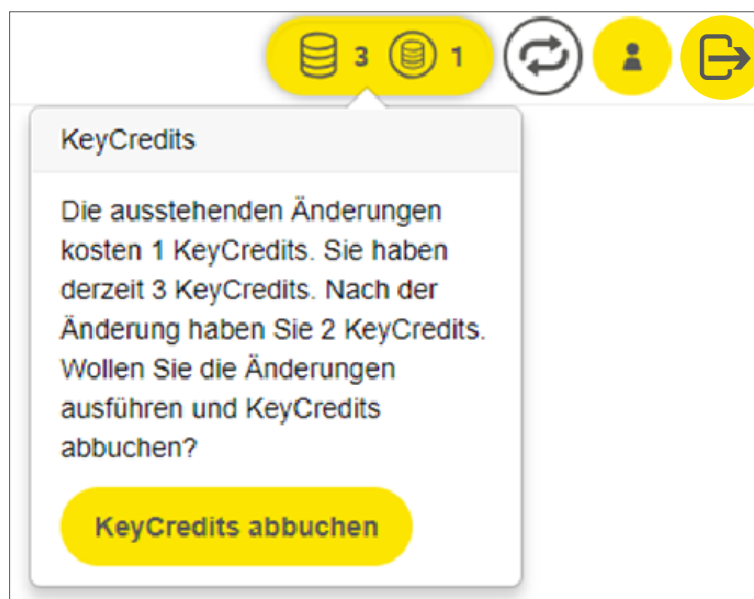 3 1
KeyCredits
Die ausstehenden Änderungen
kosten 1 KeyCredits. Sie haben
derzeit 3 KeyCredits. Nach der
Änderung haben Sie 2 KeyCredits.
Wollen Sie die Änderungen
ausführen und KeyCredits
abbuchen?
KeyCredits abbuchen